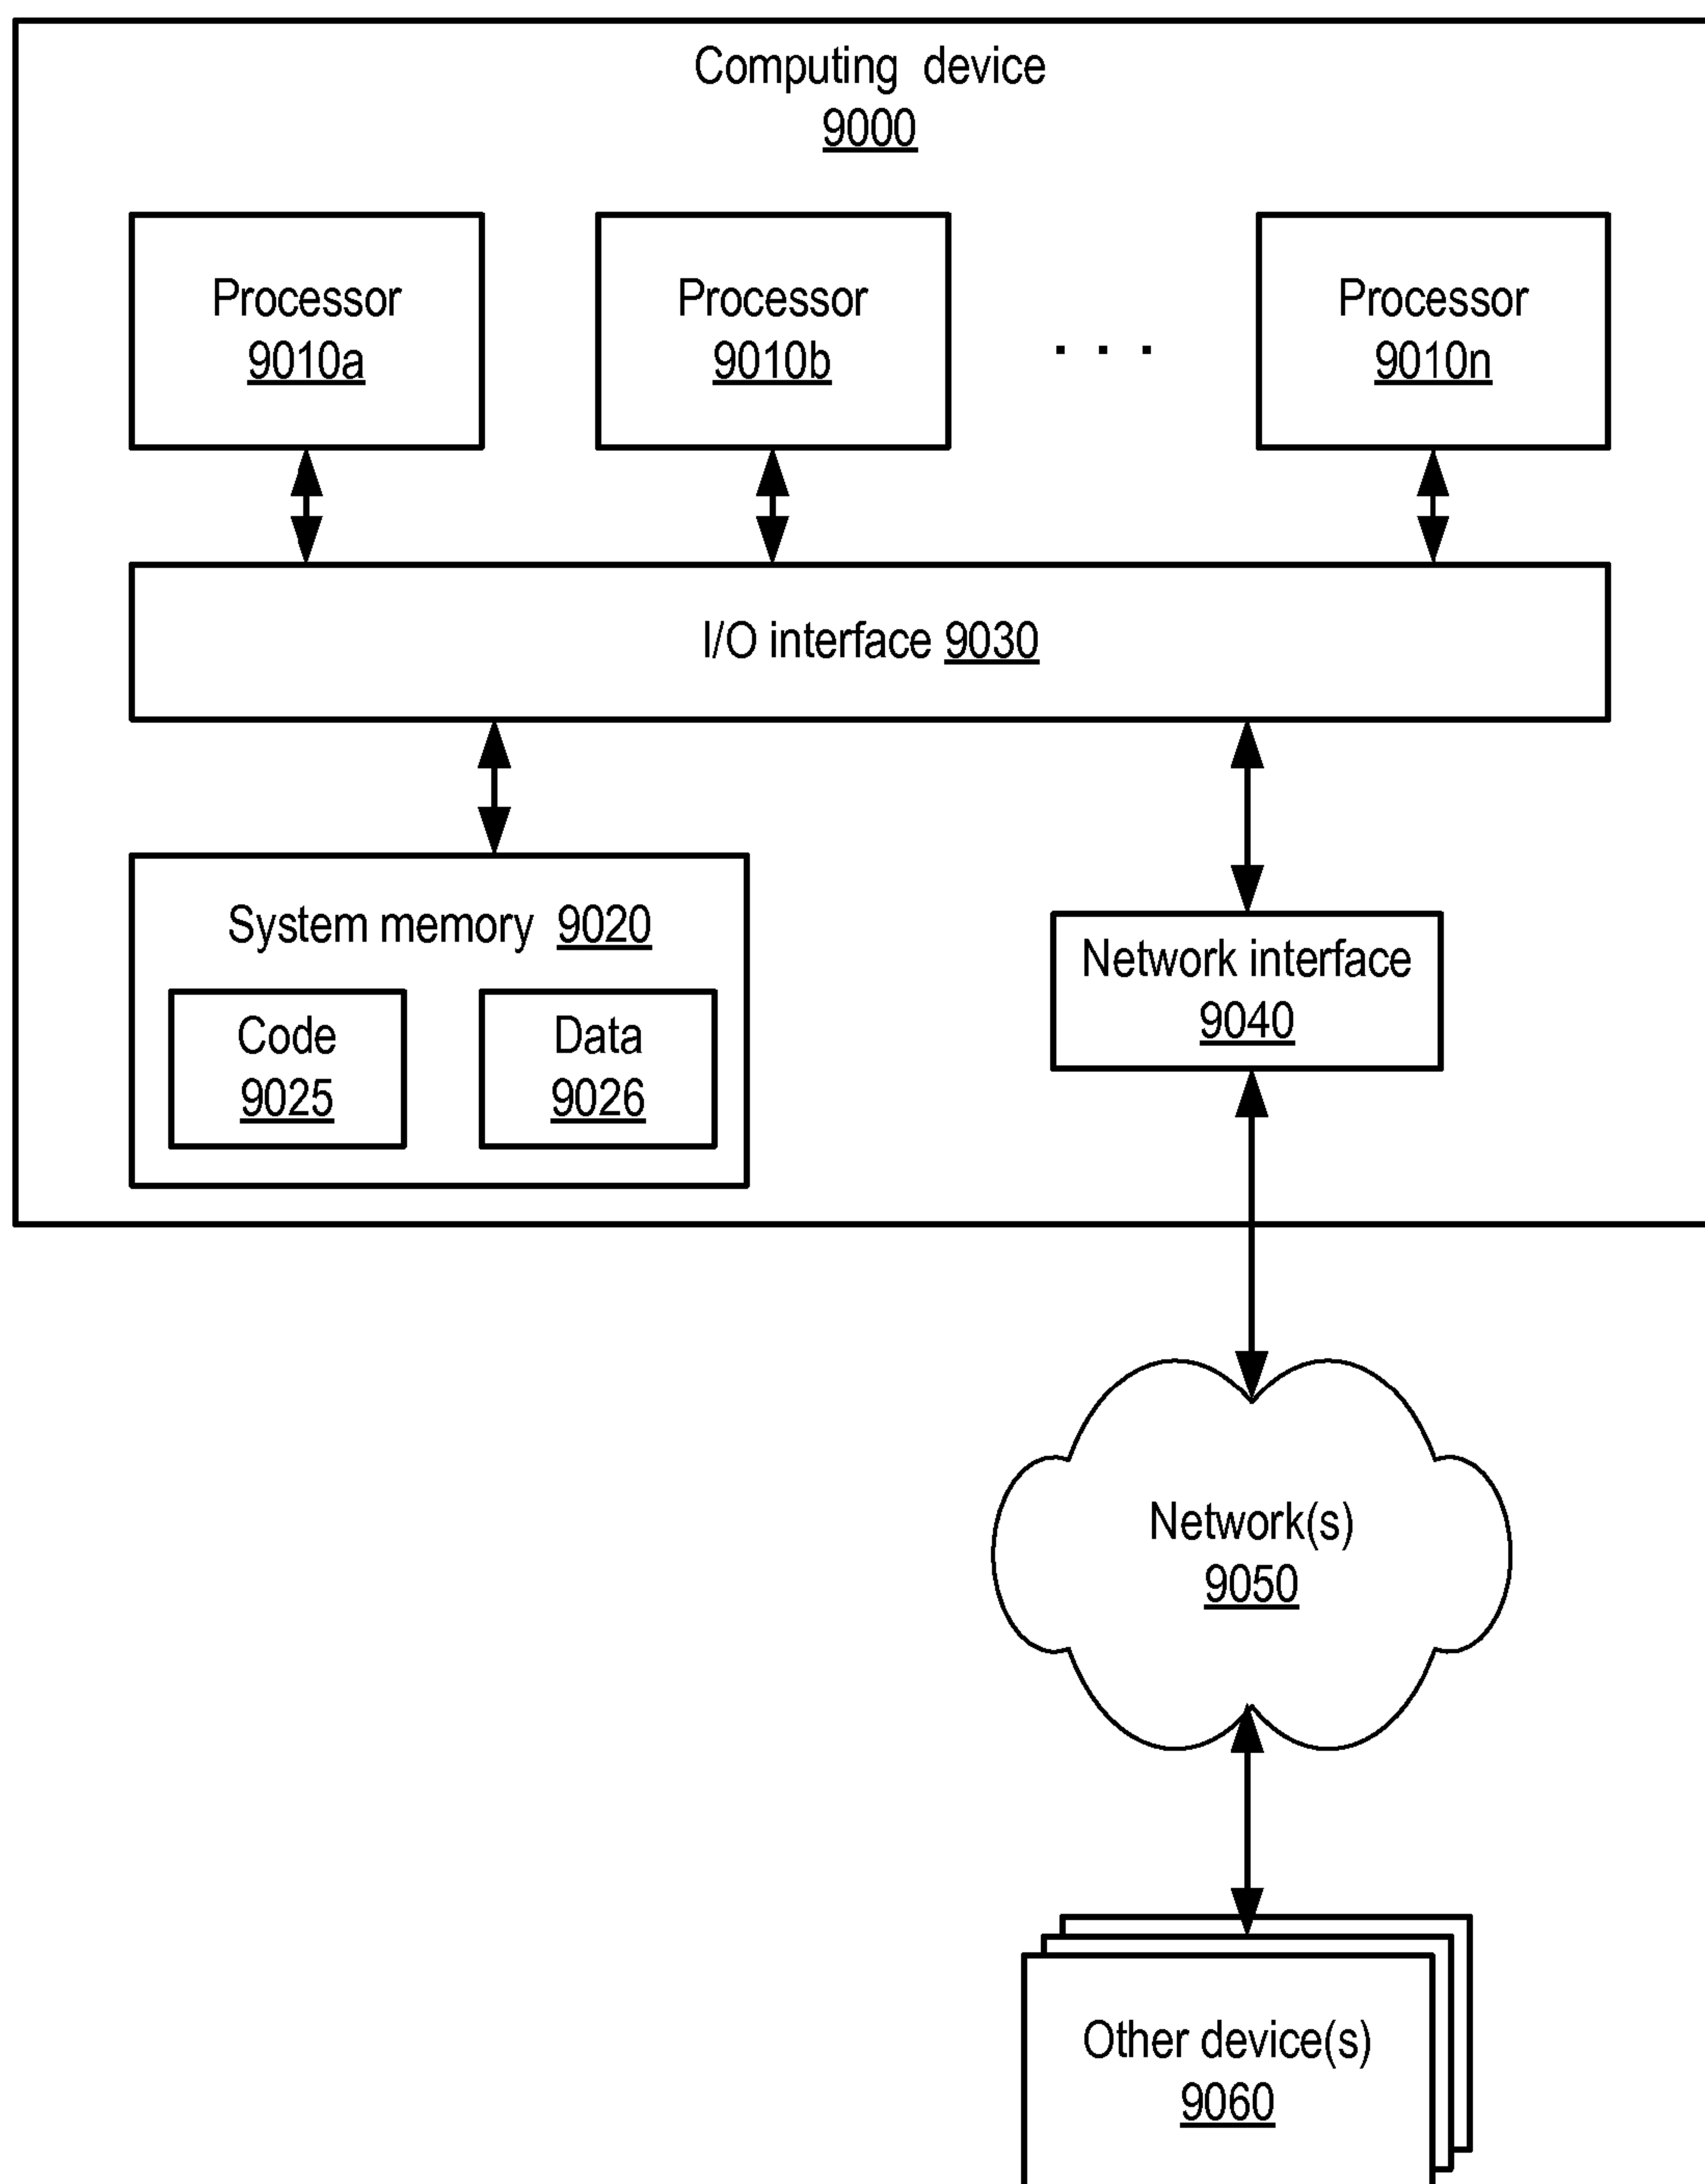 Computing device
9000
Processor
9010a
Processor
9010b
. . .
Processor
9010n
I/O interface 9030
System memory 9020
Code
9025
Data
9026
Network interface
9040
Network(s)
9050
Other device(s)
9060